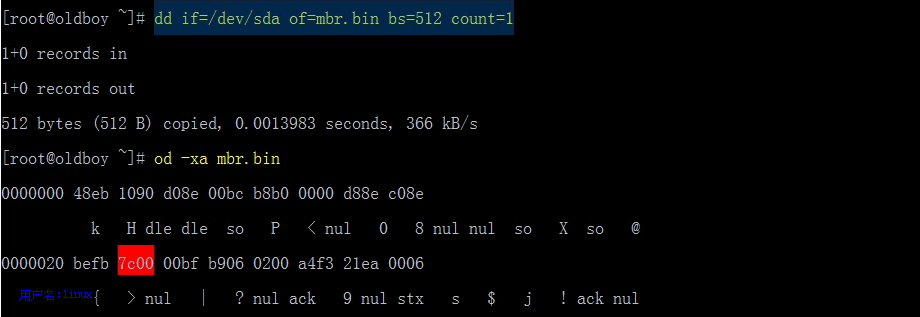 [root@oldboy ~]# dd if=/dev/sda of=mbr.bin bs=512 count=1
1+0 records in
1+0 records out
512 bytes (512 B) copied, 0.0013983 seconds, 366 kB/s
[root@oldboy ~]# od -xa mbr.bin
0000000 48eb 1090 d08e 00bc b8b0 0000 d88e c08e
k H dle dle so P < nul 0 8 nul nul so X so @
0000020 befb 7c00 00bf b906 0200 a4f3 21ea 0006
用户名:linux { > nul | ? nul ack 9 nul stx s $ j ! ack nul